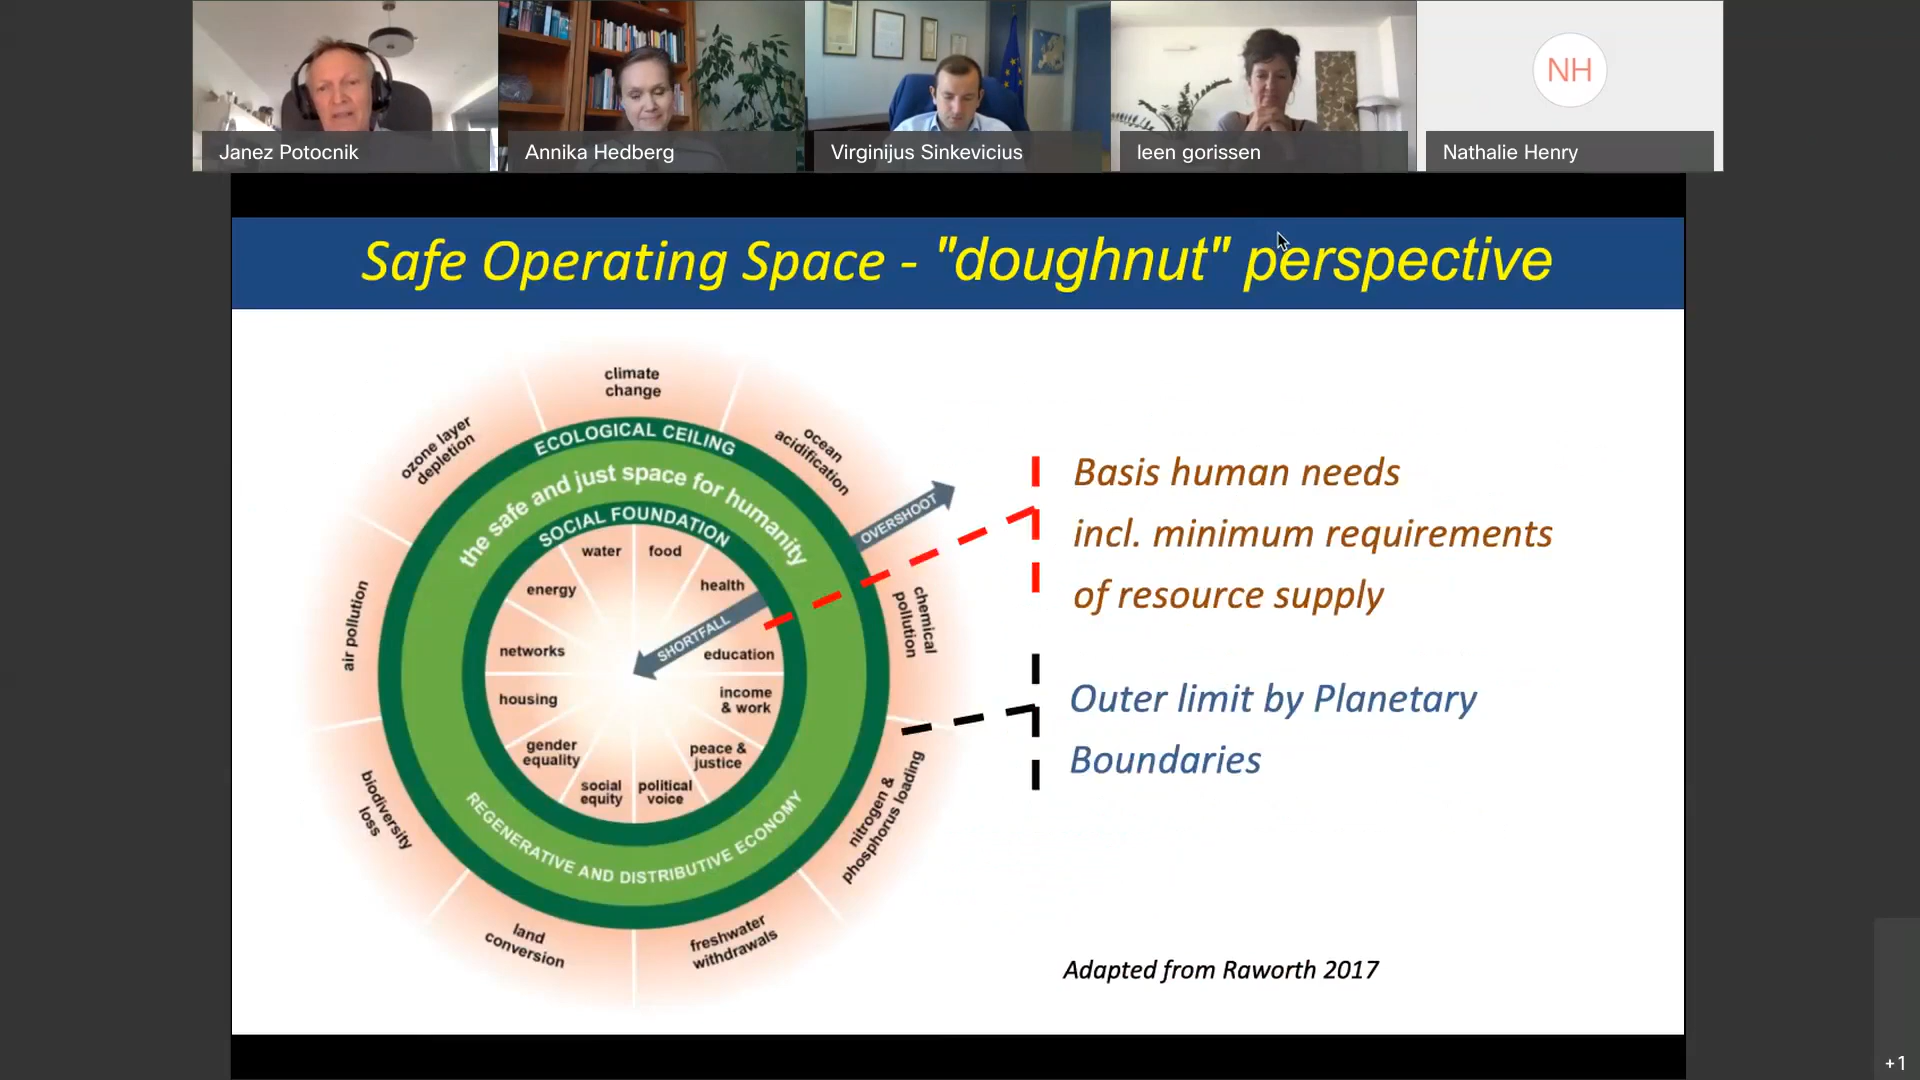 Janez Potocnik
Annika Hedberg
Virginijus Sinkevicius
leen gorissen
NH
Nathalie Henry
Safe Operating Space - "doughnut" perspective
climate
change
ozone layer
depletion
ocean
acidification
ECOLOGICAL CEILING
the safe and just space for humanity
SOCIAL FOUNDATION
OVERSHOOT
water
food
energy
health
SHORTFALL
networks
education
housing
income
& work
gender
equality
peace &
justice
social
equity
political
voice
REGENERATIVE AND DISTRIBUTIVE ECONOMY
air pollution
chemical
pollution
biodiversity
loss
nitrogen &
phosphorus loading
land
conversion
freshwater
withdrawals
Basis human needs
incl. minimum requirements
of resource supply
Outer limit by Planetary
Boundaries
Adapted from Raworth 2017
+1